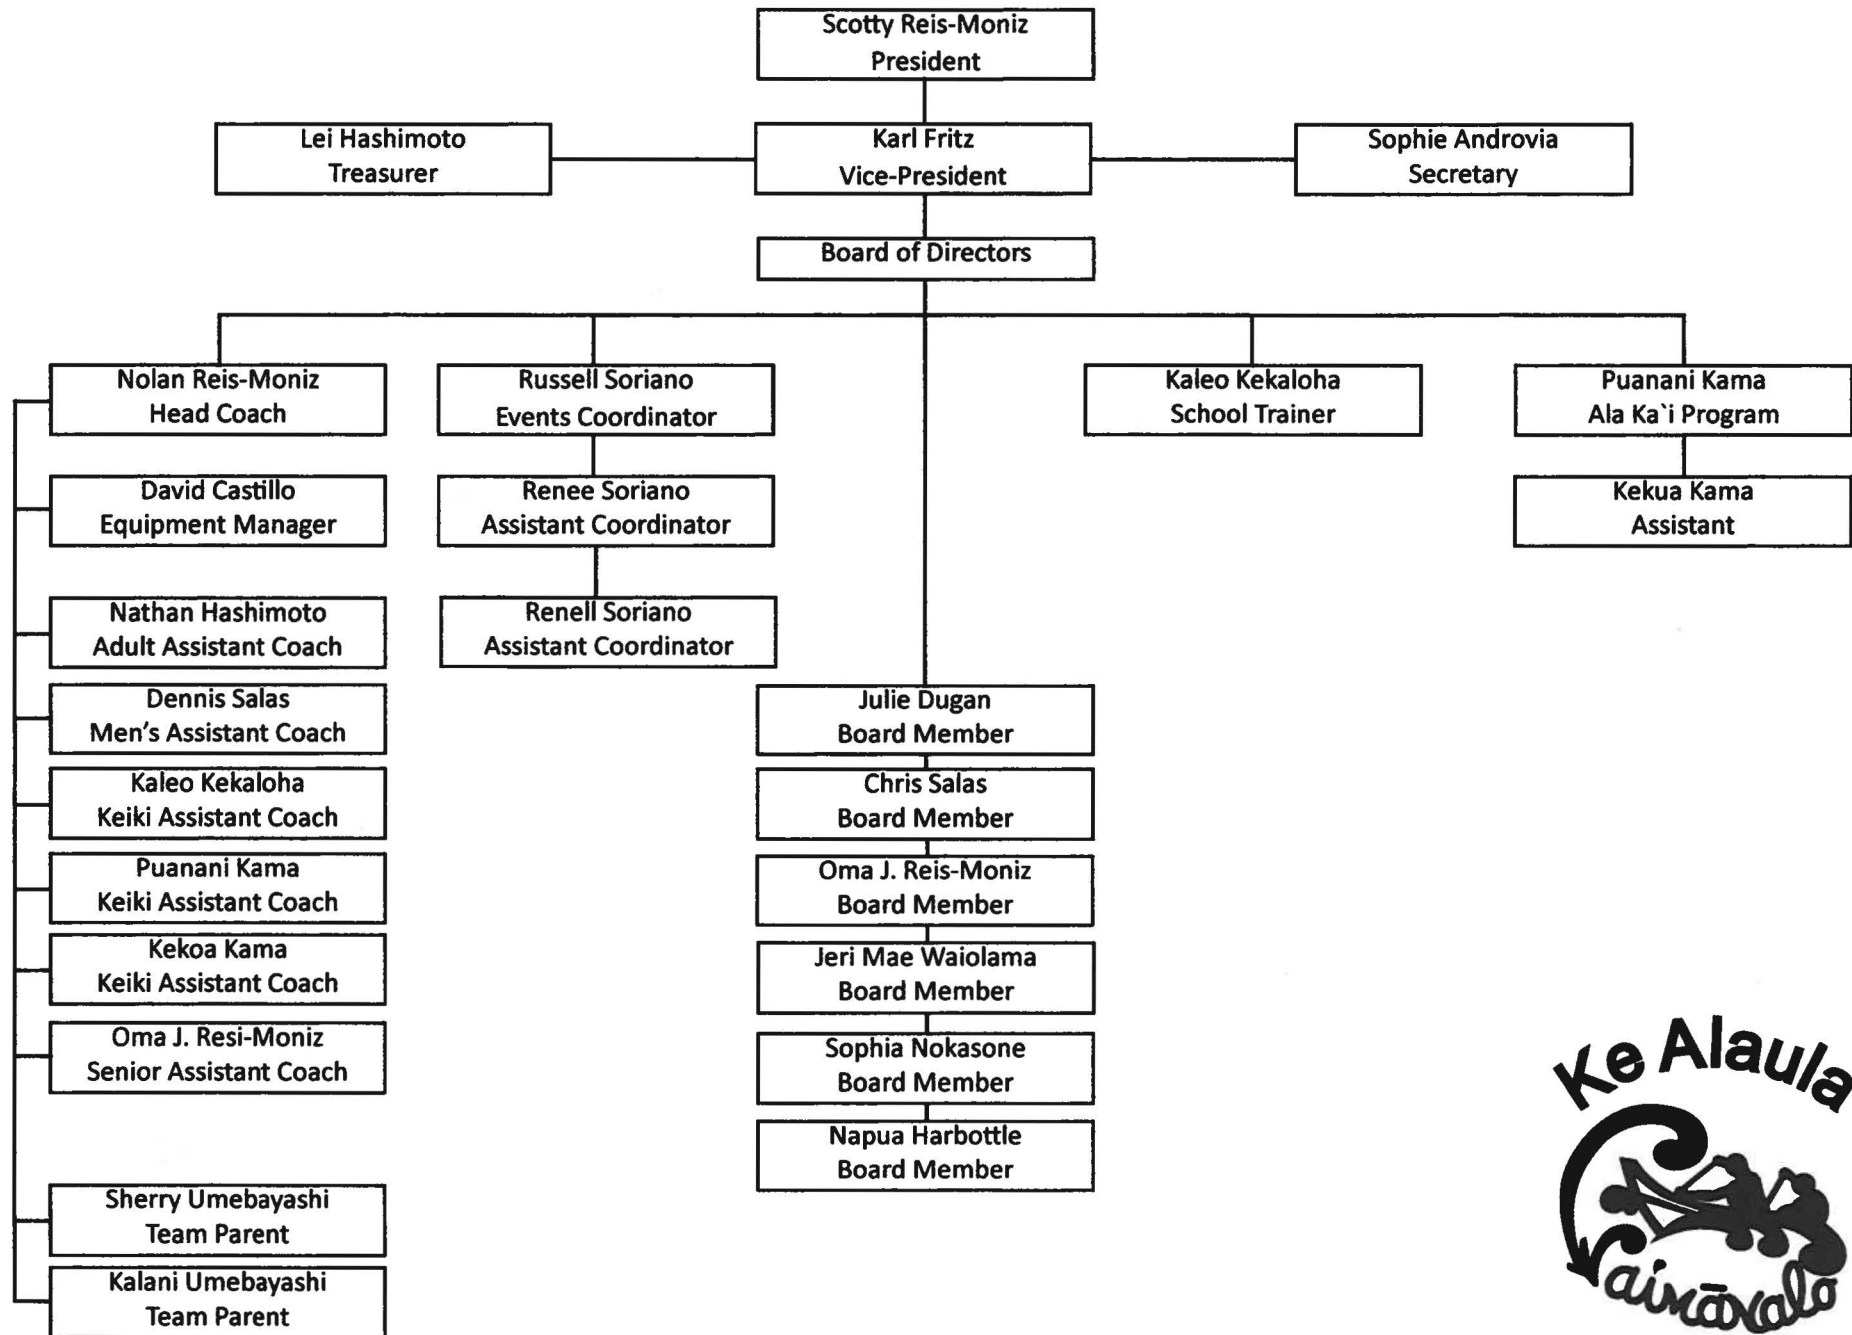 Scotty Reis-Moniz
President
Lei Hashimoto
Treasurer
Karl Fritz
Vice-President
Sophie Androvia
Secretary
Board of Directors
Nolan Reis-Moniz
Head Coach
Russell Soriano
Events Coordinator
Kaleo Kekaloha
School Trainer
Puanani Kama
Ala Ka`i Program
David Castillo
Equipment Manager
Renee Soriano
Assistant Coordinator
Kekua Kama
Assistant
Nathan Hashimoto
Adult Assistant Coach
Renell Soriano
Assistant Coordinator
Dennis Salas
Men's Assistant Coach
Kaleo Kekaloha
Keiki Assistant Coach
Puanani Kama
Keiki Assistant Coach
Kekoa Kama
Keiki Assistant Coach
Oma J. Resi-Moniz
Senior Assistant Coach
Sherry Umebayashi
Team Parent
Kalani Umebayashi
Team Parent
Julie Dugan
Board Member
Chris Salas
Board Member
Oma J. Reis-Moniz
Board Member
Jeri Mae Waiolama
Board Member
Sophia Nokasone
Board Member
Napua Harbottle
Board Member
Ke Alaula
Waimānalo